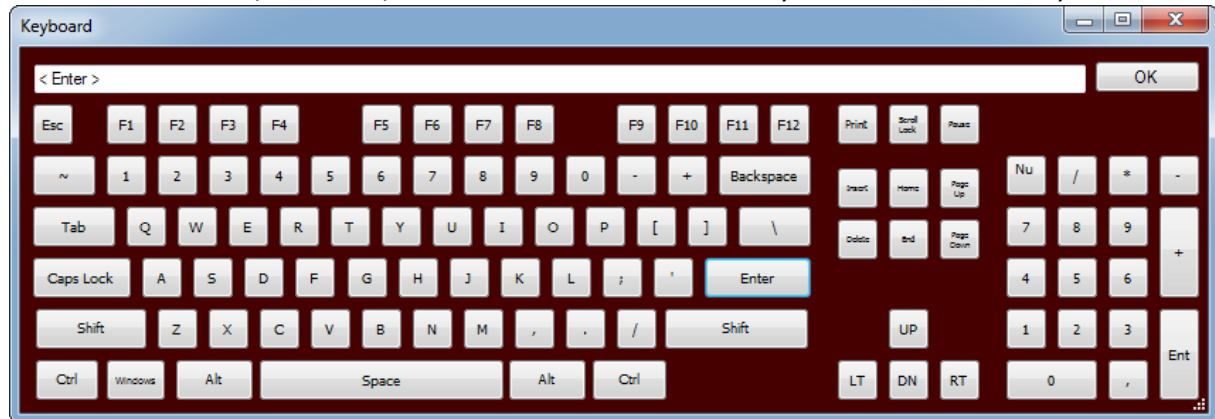 Keyboard
< Enter > OK
Esc F1 F2 F3 F4 F5 F6 F7 F8 F9 F10 F11 F12 Print Scroll Lock Pause
~ 1 2 3 4 5 6 7 8 9 0 - + Backspace Insert Home Page Up Nu / * -
Tab Q W E R T Y U I O P [ ] \ Delete End Page Down 7 8 9 +
Caps Lock A S D F G H J K L ; ' Enter 4 5 6
Shift Z X C V B N M , . / Shift UP 1 2 3 Ent
Ctrl Windows Alt Space Alt Ctrl LT DN RT 0 ,